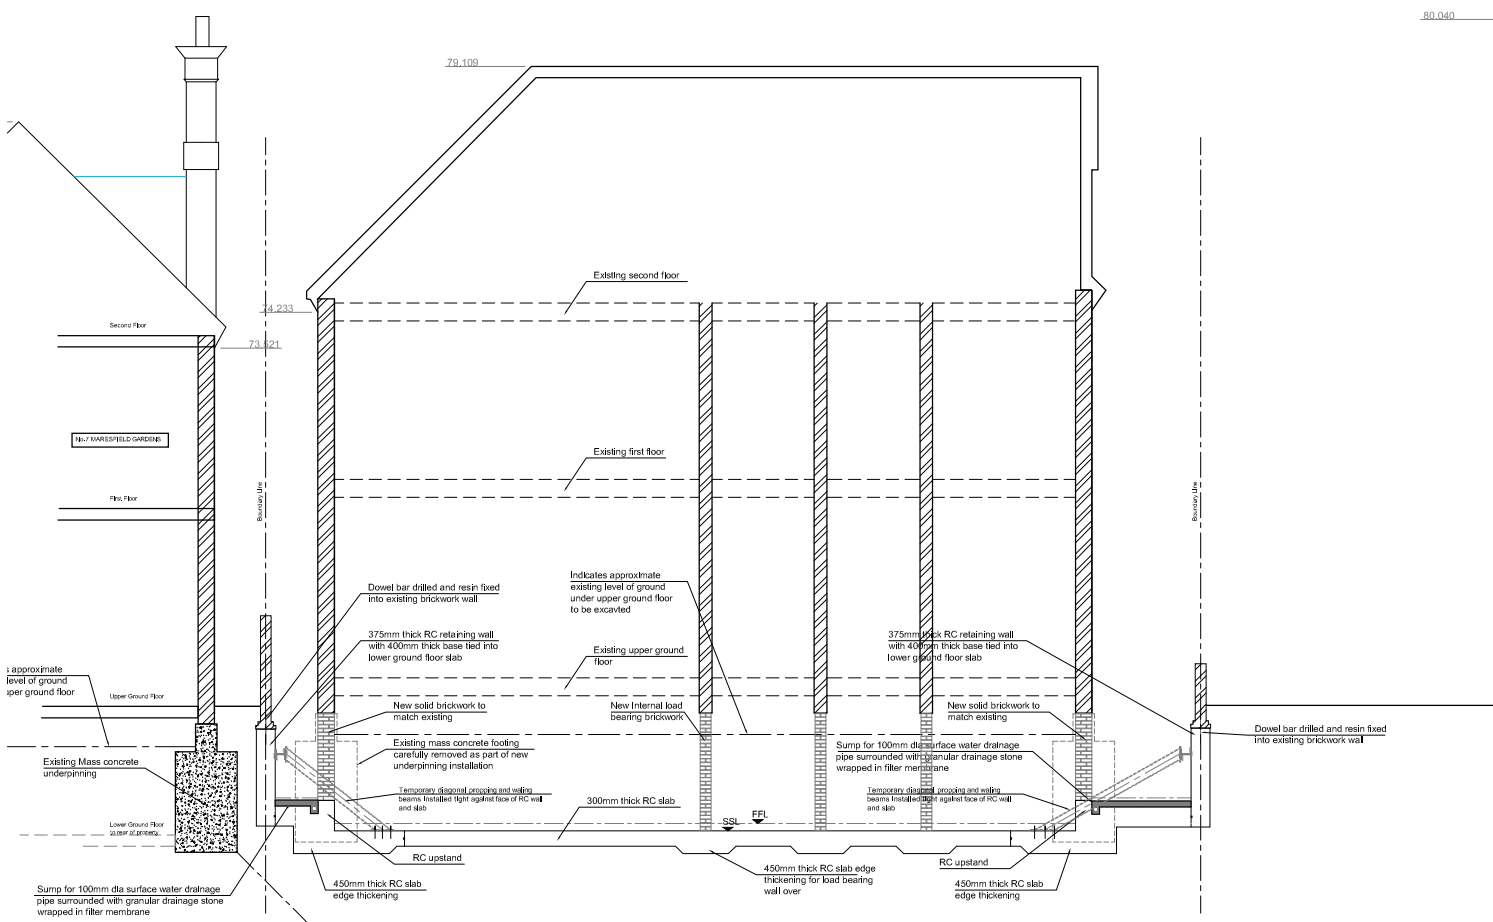 80.040
79.109
Existing second floor
74.233
Second Floor
73.521
No.7 MARESFIELD GARDENS
Existing first floor
First Floor
Boundary Line
Boundary Line
Dowel bar drilled and resin fixed
into existing brickwork wall
Indicates approximate
existing level of ground
under upper ground floor
to be excavted
375mm thick RC retaining wall
with 400mm thick base tied into
lower ground floor slab
375mm thick RC retaining wall
with 400mm thick base tied into
lower ground floor slab
Existing upper ground
floor
s approximate
level of ground
pper ground floor
Upper Ground Floor
New solid brickwork to
match existing
New Internal load
bearing brickwork
New solid brickwork to
match existing
Dowel bar drilled and resin fixed
into existing brickwork wall
Existing mass concrete footing
carefully removed as part of new
underpinning installation
Sump for 100mm dia surface water drainage
pipe surrounded with granular drainage stone
wrapped in filter membrane
Existing Mass concrete
underpinning
Temporary diagonal propping and waling
beams Installed tight against face of RC wall
and slab
Temporary diagonal propping and waling
beams Installed tight against face of RC wall
and slab
300mm thick RC slab
Lower Ground Floor
to rear of property
SSL
FFL
RC upstand
RC upstand
450mm thick RC slab edge
thickening for load bearing
wall over
450mm thick RC slab
edge thickening
450mm thick RC slab
edge thickening
Sump for 100mm dia surface water drainage
pipe surrounded with granular drainage stone
wrapped in filter membrane